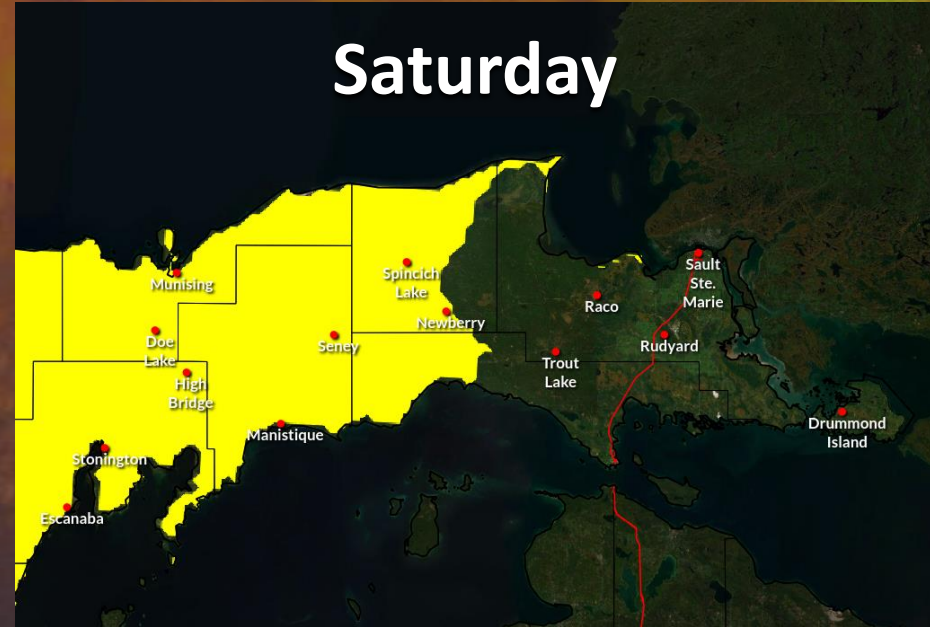 Saturday
Munising
Spincich
Lake
Sault
Ste.
Marie
Raco
Newberry
Doe
Lake
Seney
Rudyard
Trout
Lake
High
Bridge
Drummond
Island
Manistique
Stonington
Escanaba